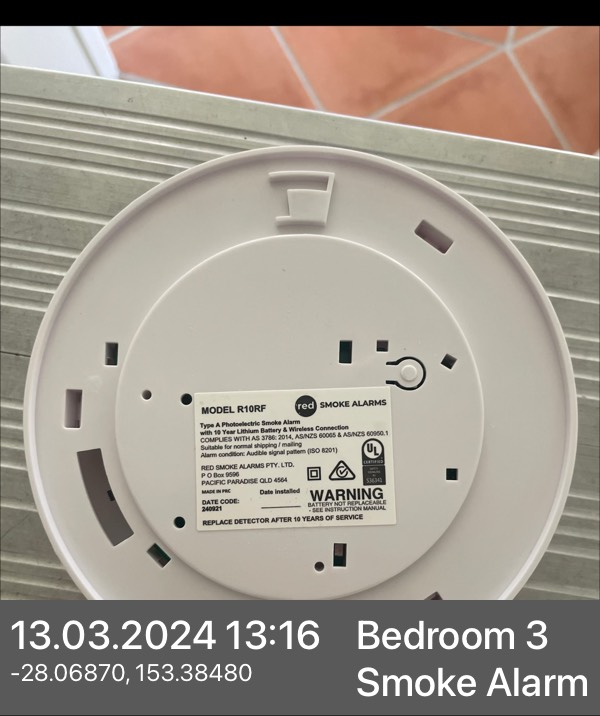 MODEL R10RF
red SMOKE ALARMS
Type A Photoelectric Smoke Alarm
with 10 Year Lithium Battery & Wireless Connection
COMPLIES WITH AS 3786: 2014, AS/NZS 60065 & AS/NZS 60950.1
Suitable for normal shipping / mailing
Alarm condition: Audible signal pattern (ISO 8201)
RED SMOKE ALARMS PTY. LTD.
P O Box 9596
PACIFIC PARADISE QLD 4564
MADE IN PRC
DATE CODE:
240921
Date installed
UL
CERTIFIED
WARNING
BATTERY NOT REPLACEABLE
- SEE INSTRUCTION MANUAL
REPLACE DETECTOR AFTER 10 YEARS OF SERVICE
13.03.2024 13:16
-28.06870, 153.38480
Bedroom 3
Smoke Alarm